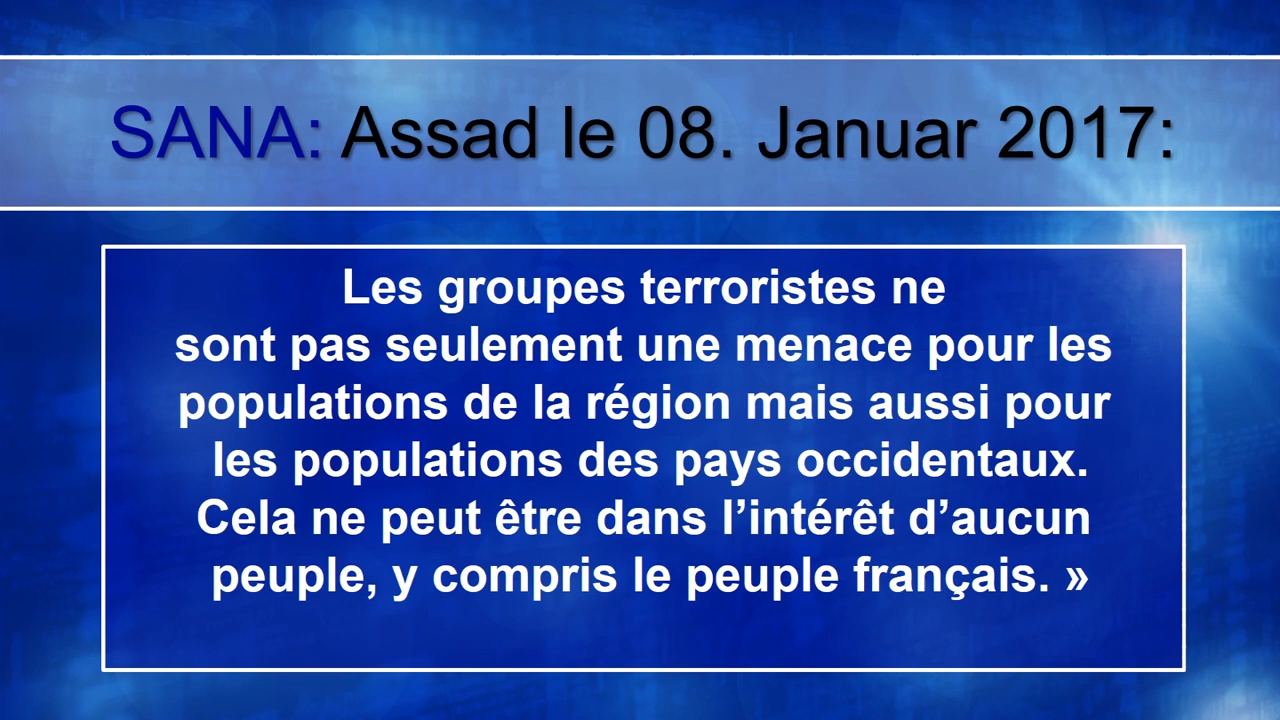 SANA: Assad le 08. Januar 2017:
Les groupes terroristes ne
sont pas seulement une menace pour les
populations de la région mais aussi pour
les populations des pays occidentaux.
Cela ne peut être dans l’intérêt d’aucun
peuple, y compris le peuple français. »